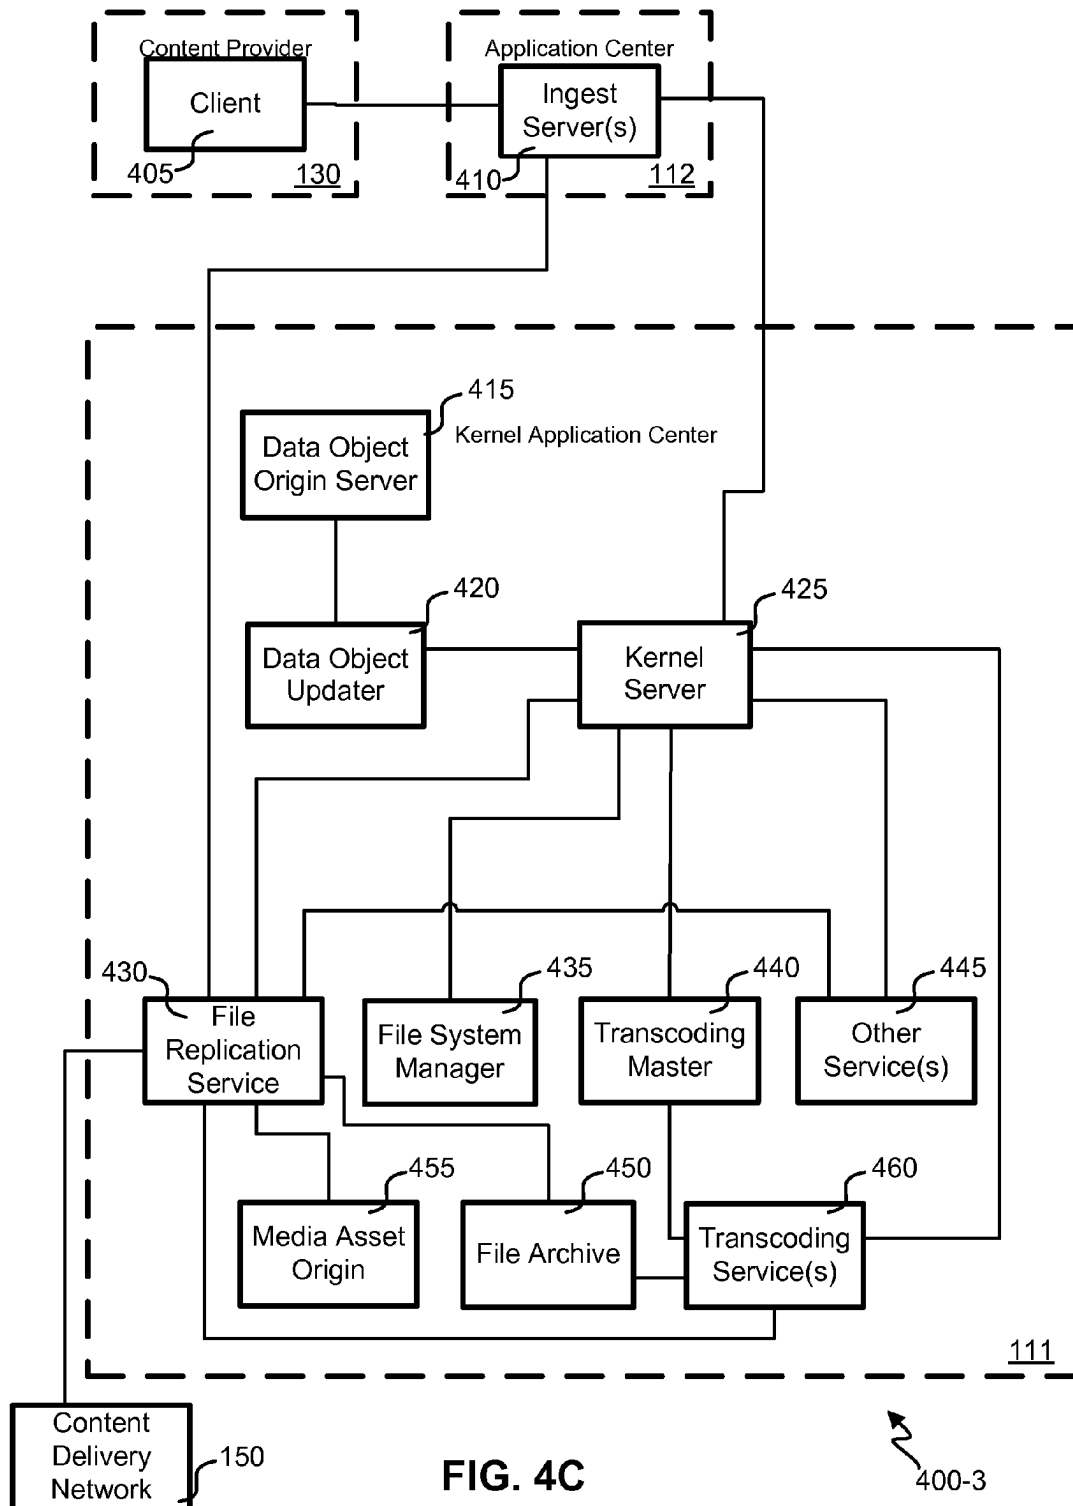 Content Provider
Client
405
130
Application Center
Ingest
Server(s)
410
112
415
Data Object
Origin Server
Kernel Application Center
420
Data Object
Updater
425
Kernel
Server
430
File
Replication
Service
435
File System
Manager
440
Transcoding
Master
445
Other
Service(s)
455
Media Asset
Origin
450
File Archive
460
Transcoding
Service(s)
111
Content
Delivery
Network
150
FIG. 4C
400-3